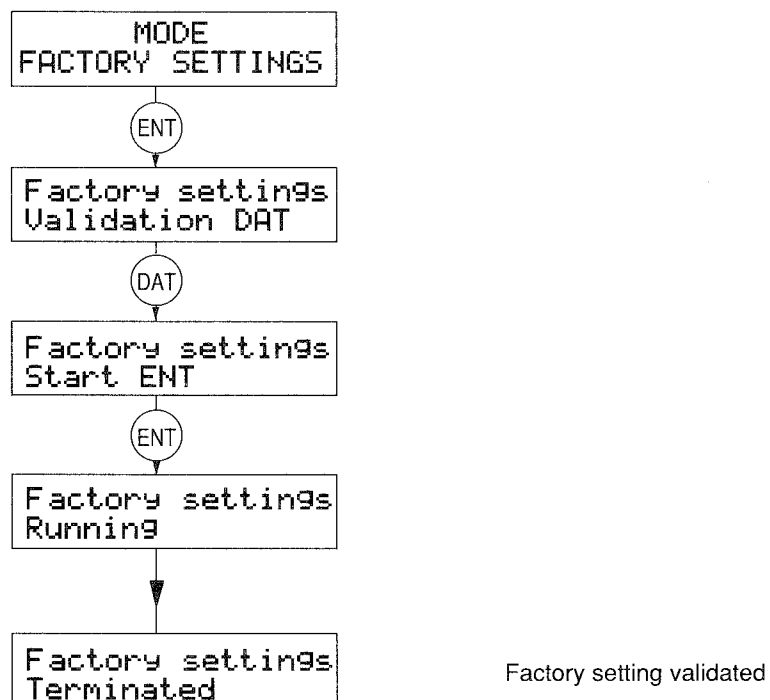 MODE
FACTORY SETTINGS
ENT
Factory settings
Validation DAT
DAT
Factory settings
Start ENT
ENT
Factory settings
Running
Factory settings
Terminated
Factory setting validated